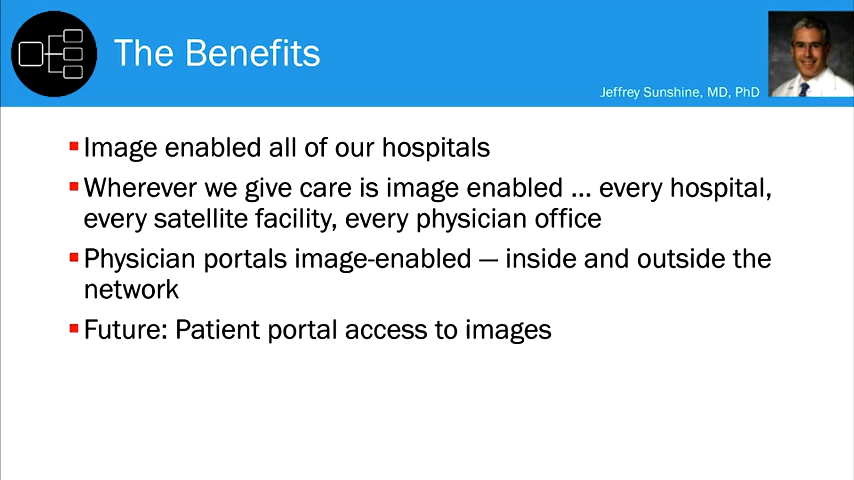 The Benefits
Jeffrey Sunshine, MD, PhD
Image enabled all of our hospitals
Wherever we give care is image enabled ... every hospital,
every satellite facility, every physician office
Physician portals image-enabled — inside and outside the
network
Future: Patient portal access to images